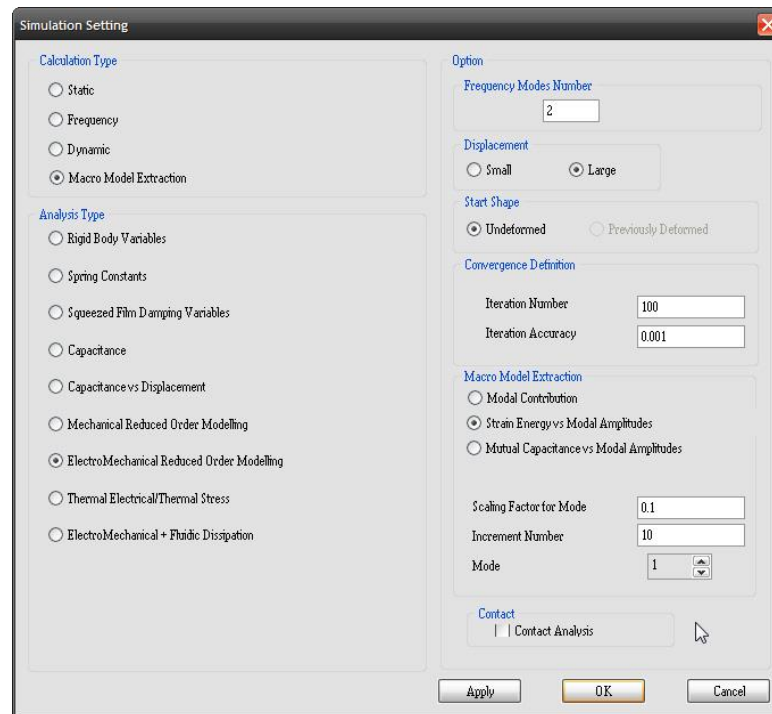 Simulation Setting
Calculation Type
Static
Frequency
Dynamic
Macro Model Extraction
Analysis Type
Rigid Body Variables
Spring Constants
Squeezed Film Damping Variables
Capacitance
Capacitance vs Displacement
Mechanical Reduced Order Modelling
ElectroMechanical Reduced Order Modelling
Thermal Electrical/Thermal Stress
ElectroMechanical + Fluidic Dissipation
Option
Frequency Modes Number
2
Displacement
Small Large
Start Shape
Undeformed Previously Deformed
Convergence Definition
Iteration Number 100
Iteration Accuracy 0.001
Macro Model Extraction
Modal Contribution
Strain Energy vs Modal Amplitudes
Mutual Capacitance vs Modal Amplitudes
Scaling Factor for Mode 0.1
Increment Number 10
Mode 1
Contact
Contact Analysis
Apply OK Cancel